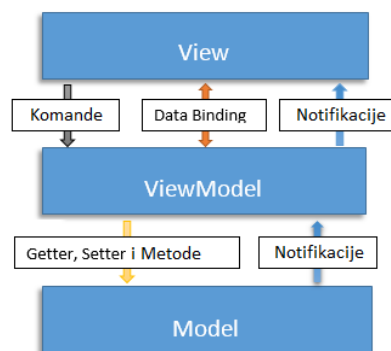 View
Komande
Data Binding
Notifikacije
ViewModel
Getter, Setter i Metode
Notifikacije
Model